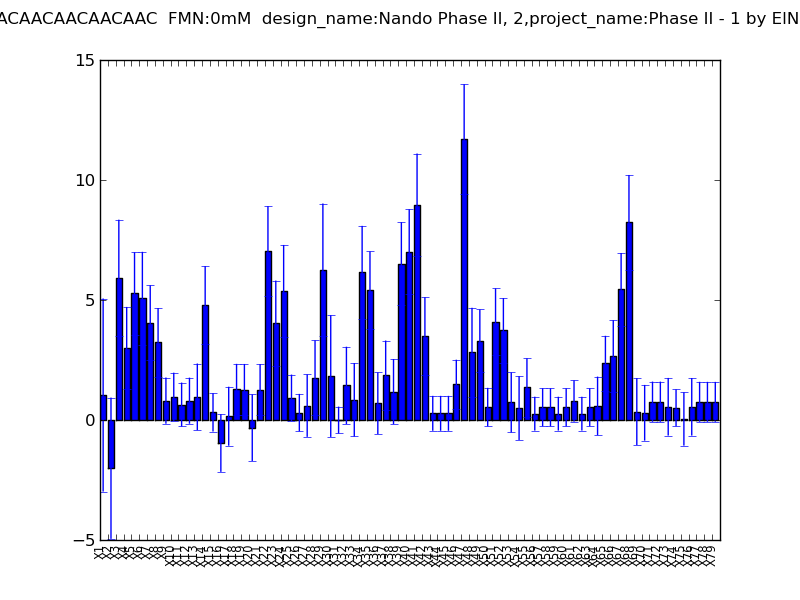 ACAACAACAACAAC  FMN:0mM  design_name:Nando Phase II, 2,project_name:Phase II - 1 by EIN
15
10
5
0
−5
X1 X2 X3 X4 X5 X6 X7 X8 X9 X10 X11 X12 X13 X14 X15 X16 X17 X18 X19 X20 X21 X22 X23 X24 X25 X26 X27 X28 X29 X30 X31 X32 X33 X34 X35 X36 X37 X38 X39 X40 X41 X42 X43 X44 X45 X46 X47 X48 X49 X50 X51 X52 X53 X54 X55 X56 X57 X58 X59 X60 X61 X62 X63 X64 X65 X66 X67 X68 X69 X70 X71 X72 X73 X74 X75 X76 X77 X78 X79